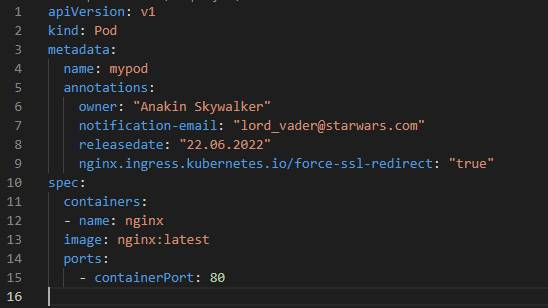 1 apiVersion: v1
2 kind: Pod
3 metadata:
4   name: mypod
5   annotations:
6     owner: "Anakin Skywalker"
7     notification-email: "lord_vader@starwars.com"
8     releasedate: "22.06.2022"
9     nginx.ingress.kubernetes.io/force-ssl-redirect: "true"
10 spec:
11   containers:
12   - name: nginx
13   image: nginx:latest
14   ports:
15     - containerPort: 80
16